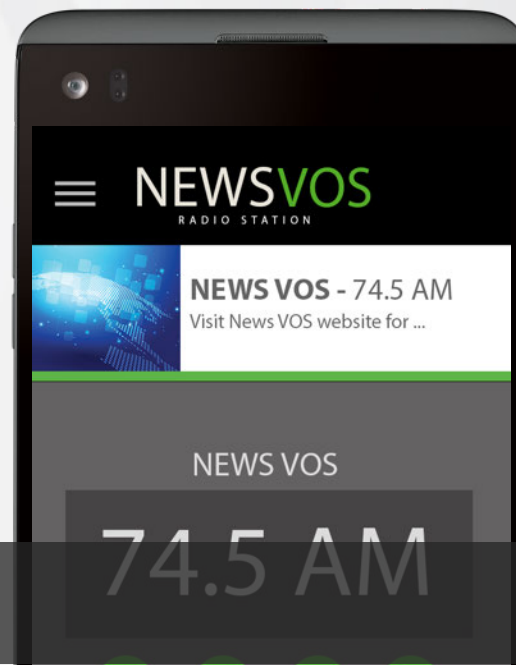 NEWSVOS
RADIO STATION
NEWS VOS - 74.5 AM
Visit News VOS website for ...
NEWS VOS
74.5 AM